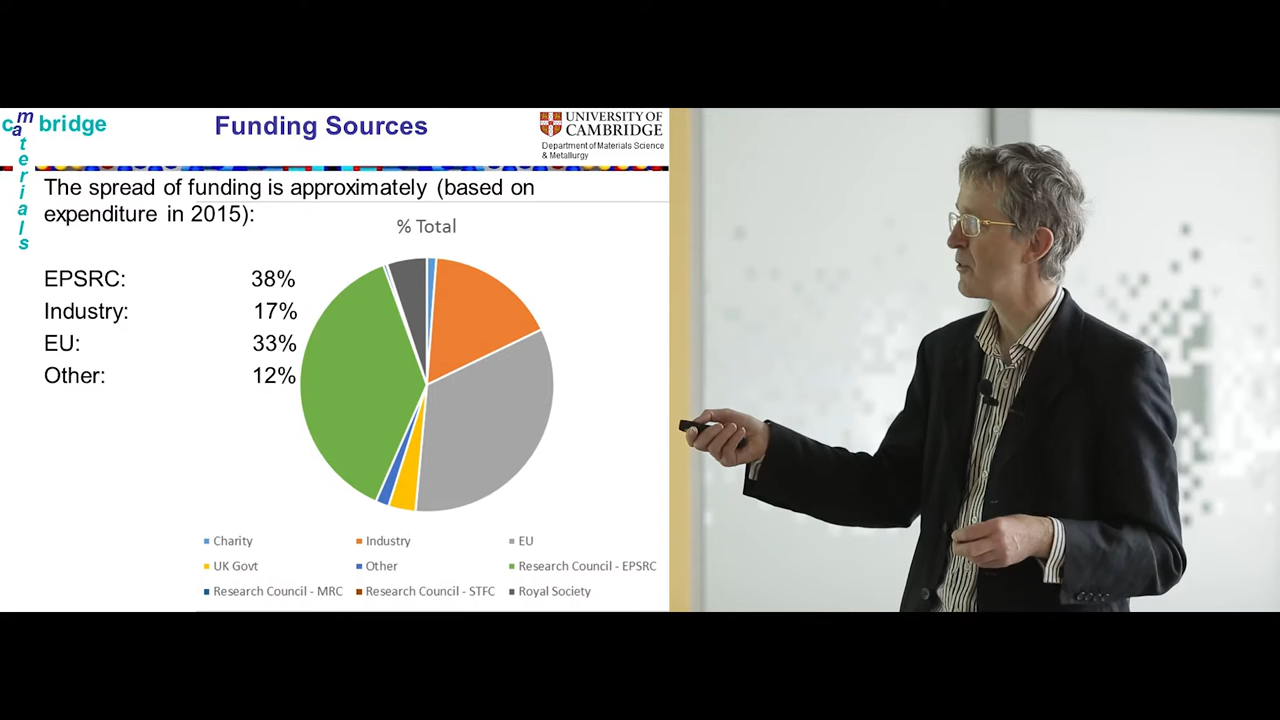 cambridge
materials
Funding Sources
UNIVERSITY OF
CAMBRIDGE
Department of Materials Science
& Metallurgy
The spread of funding is approximately (based on
expenditure in 2015):
% Total
EPSRC: 38%
Industry: 17%
EU: 33%
Other: 12%
Charity Industry EU
UK Govt Other Research Council - EPSRC
Research Council - MRC Research Council - STFC Royal Society